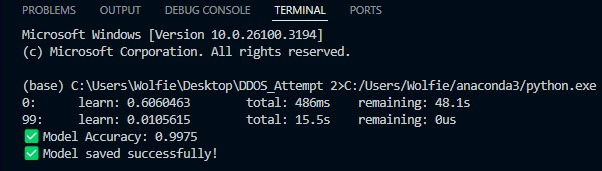 PROBLEMS OUTPUT DEBUG CONSOLE TERMINAL PORTS
Microsoft Windows [Version 10.0.26100.3194]
(c) Microsoft Corporation. All rights reserved.
(base) C:\Users\Wolfie\Desktop\DDOS_Attempt 2>C:/Users/Wolfie/anaconda3/python.exe
0: learn: 0.6060463 total: 486ms remaining: 48.1s
99: learn: 0.0105615 total: 15.5s remaining: 0us
✅ Model Accuracy: 0.9975
✅ Model saved successfully!